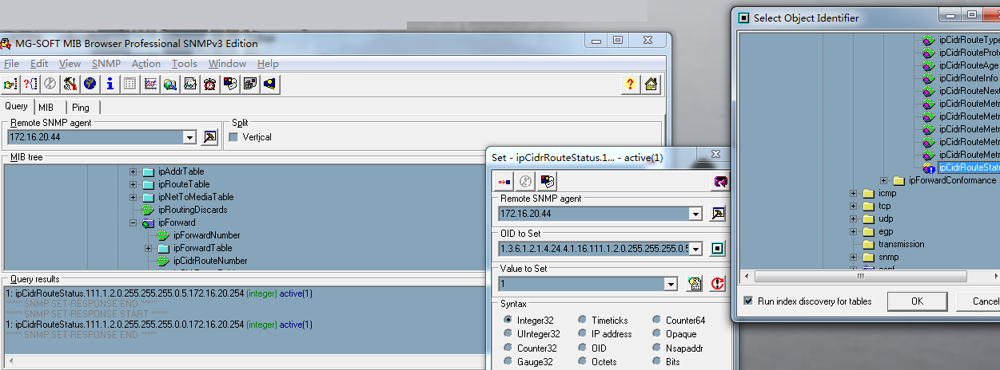 MG-SOFT MIB Browser Professional SNMPv3 Edition
File Edit View SNMP Action Tools Window Help
Query MIB Ping
Remote SNMP agent
172.16.20.44
Split
Vertical
MIB tree
ipAddrTable
ipRouteTable
ipNetToMediaTable
ipRoutingDiscards
ipForward
ipForwardNumber
ipForwardTable
ipCidrRouteNumber
Query results
1: ipCidrRouteStatus.111.1.2.0.255.255.255.0.5.172.16.20.254 (integer) active(1)
***** SNMP SET-RESPONSE END *****
***** SNMP SET-RESPONSE START *****
1: ipCidrRouteStatus.111.1.2.0.255.255.255.0.0.172.16.20.254 (integer) active(1)
***** SNMP SET-RESPONSE END *****
Set - ipCidrRouteStatus.1... - active(1)
Remote SNMP agent
172.16.20.44
OID to Set
1.3.6.1.2.1.4.24.4.1.16.111.1.2.0.255.255.255.0.5
Value to Set
1
Syntax
Integer32 Timeticks Counter64
UInteger32 IP address Opaque
Counter32 OID Nsapaddr
Gauge32 Octets Bits
Select Object Identifier
ipCidrRouteType
ipCidrRouteProto
ipCidrRouteAge
ipCidrRouteInfo
ipCidrRouteNext
ipCidrRouteMetr
ipCidrRouteMetr
ipCidrRouteMetr
ipCidrRouteMetr
ipCidrRouteMetr
ipCidrRouteStatu
ipForwardConformance
icmp
tcp
udp
egp
transmission
snmp
Run index discovery for tables
OK
Cancel